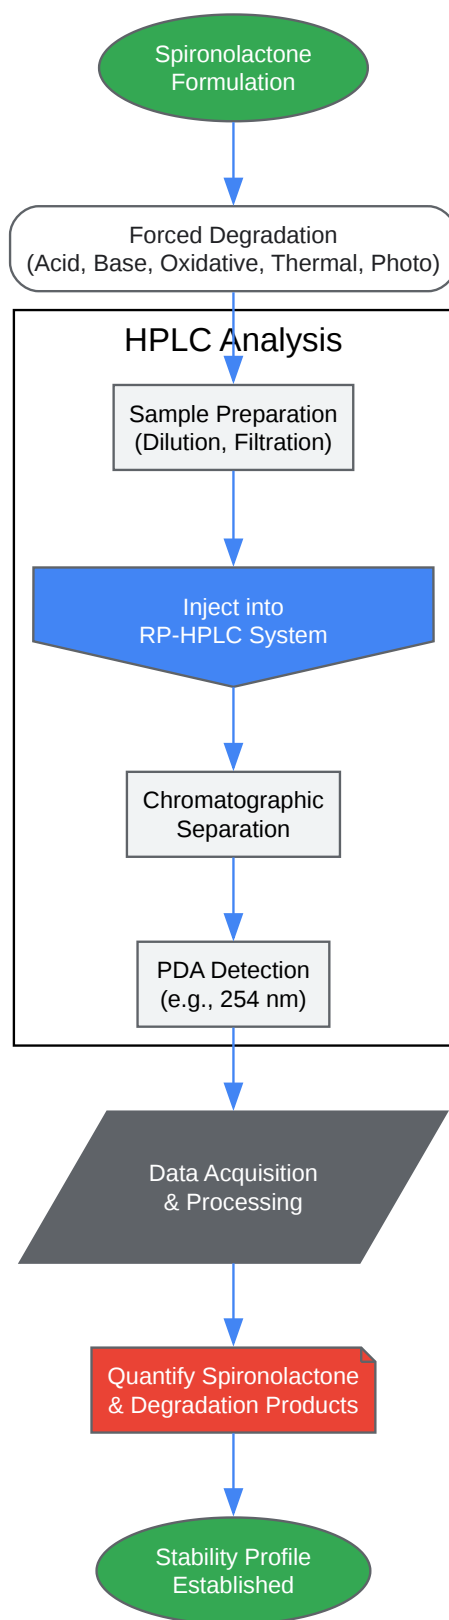 Spironolactone
Formulation
Forced Degradation
(Acid, Base, Oxidative, Thermal, Photo)
HPLC Analysis
Sample Preparation
(Dilution, Filtration)
Inject into
RP-HPLC System
Chromatographic
Separation
PDA Detection
(e.g., 254 nm)
Data Acquisition
& Processing
Quantify Spironolactone
& Degradation Products
Stability Profile
Established